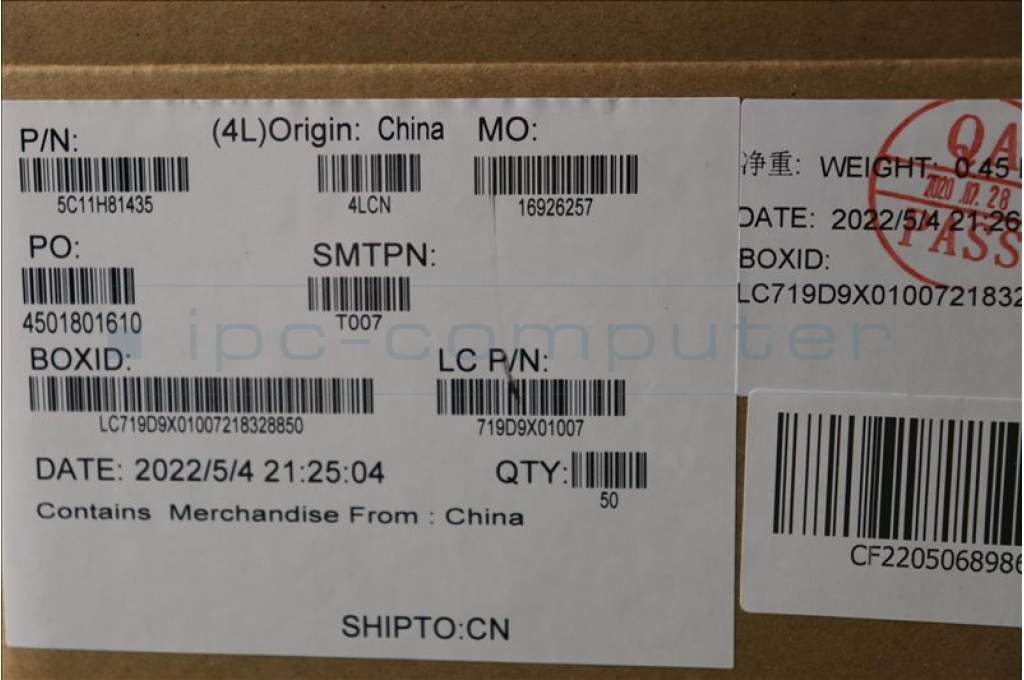 P/N: (4L)Origin: China MO:
5C11H81435 4LCN 16926257
PO: SMTPN:
4501801610 T007
BOXID: LC P/N:
LC719D9X01007218328850 719D9X01007
DATE: 2022/5/4 21:25:04 QTY:
50
Contains Merchandise From : China
SHIPTO:CN
净重: WEIGHT: 0.45
DATE: 2022/5/4 21:26
BOXID:
LC719D9X0100721832
QA
2020.07.28
PASS
CF2205068986
ipc-computer